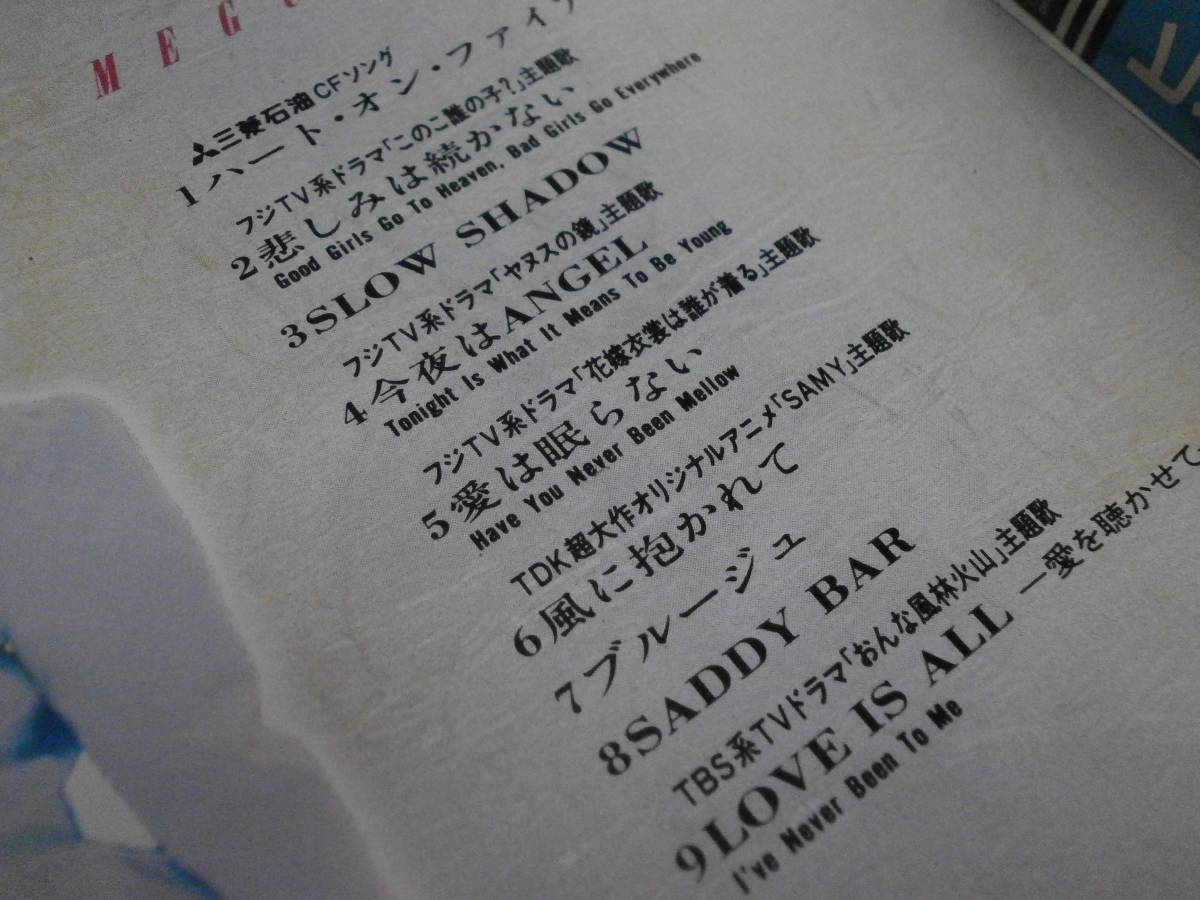 MEG
三菱石油CFソング
1ハート・オン・ファイ
フジTV系ドラマ「このこ誰の子?」主題歌
2悲しみは続かない
Good Girls Go To Heaven, Bad Girls Go Everywhere
3SLOW SHADOW
フジTV系ドラマ「ヤヌスの鏡」主題歌
4今夜はANGEL
Tonight Is What It Means To Be Young
フジTV系ドラマ「花嫁衣裳は誰が着る」主題歌
5愛は眠らない
Have You Never Been Mellow
TDK超大作オリジナルアニメ「SAMY」主題歌
6風に抱かれて
7ブルージュ
8SADDY BAR
TBS系TVドラマ「おんな風林火山」主題歌
9LOVE IS ALL —愛を聴かせて
I've Never Been To Me